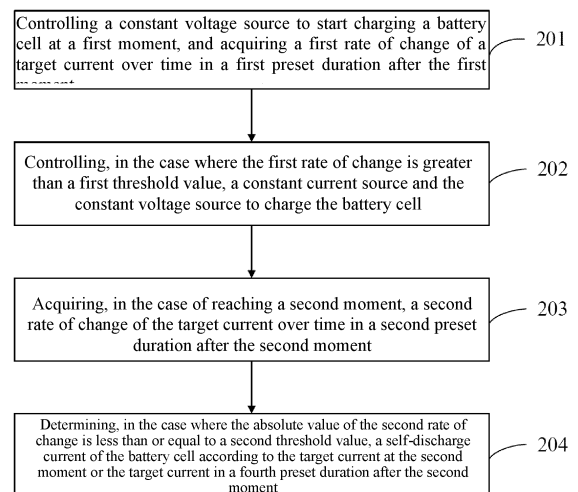 Controlling a constant voltage source to start charging a battery
cell at a first moment, and acquiring a first rate of change of a
target current over time in a first preset duration after the first
201
Controlling, in the case where the first rate of change is greater
than a first threshold value, a constant current source and the
constant voltage source to charge the battery cell
202
Acquiring, in the case of reaching a second moment, a second
rate of change of the target current over time in a second preset
duration after the second moment
203
Determining, in the case where the absolute value of the second rate of
change is less than or equal to a second threshold value, a self-discharge
current of the battery cell according to the target current at the second
moment or the target current in a fourth preset duration after the second
moment
204